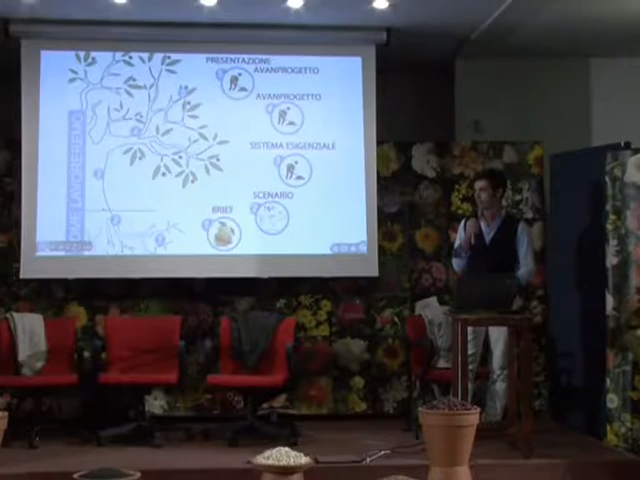 PRESENTAZIONE
AVANPROGETTO
AVANPROGETTO
SISTEMA ESIGENZIALE
SCENARIO
BRIEF
COME LAVOREREMO